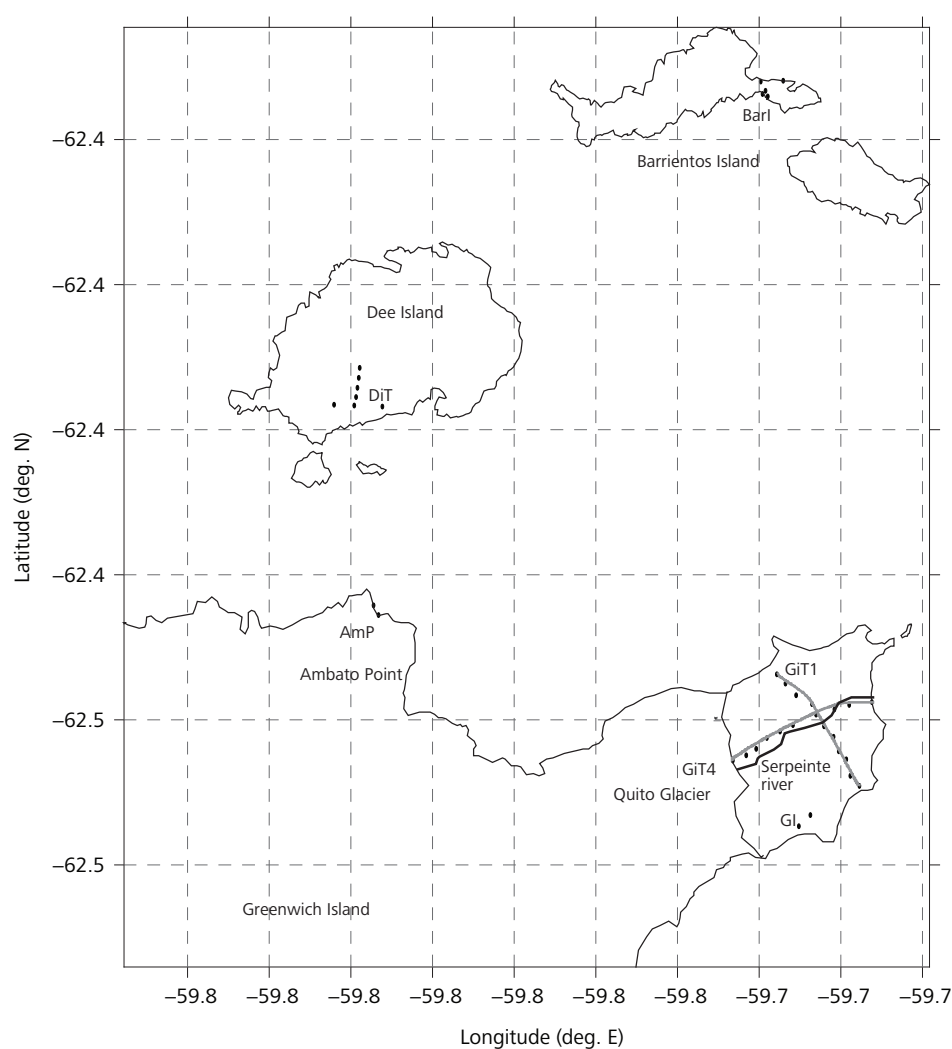 BarI
−62.4
Barrientos Island
−62.4
Dee Island
DiT
−62.4
Latitude (deg. N)
−62.4
AmP
Ambato Point
GiT1
−62.5
GiT4
Serpeinte
river
Quito Glacier
GI
−62.5
Greenwich Island
−59.8
−59.8
−59.8
−59.8
−59.8
−59.8
−59.8
−59.7
−59.7
−59.7
Longitude (deg. E)